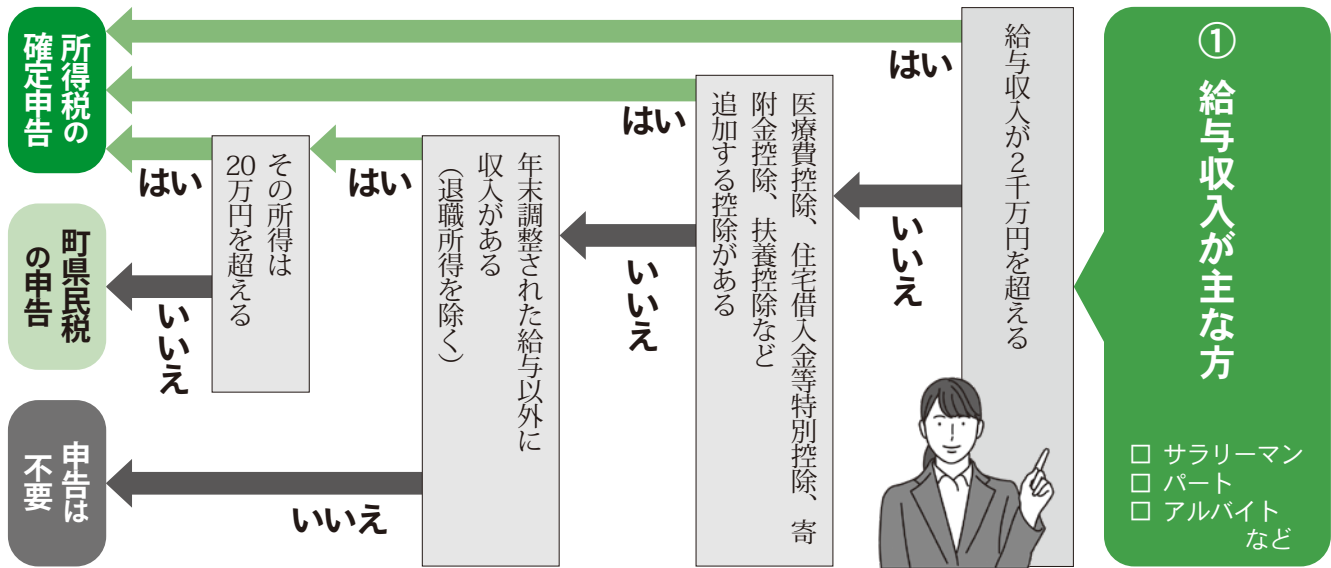 ①
給与収入が主な方
□ サラリーマン
□ パート
□ アルバイト
など
給与収入が２千万円を超える
はい
いいえ
医療費控除、住宅借入金等特別控除、寄
附金控除、扶養控除など
追加する控除がある
はい
いいえ
年末調整された給与以外に
収入がある
（退職所得を除く）
はい
いいえ
その所得は
20万円を超える
はい
いいえ
所得税の
確定申告
町県民税
の申告
申告は
不要